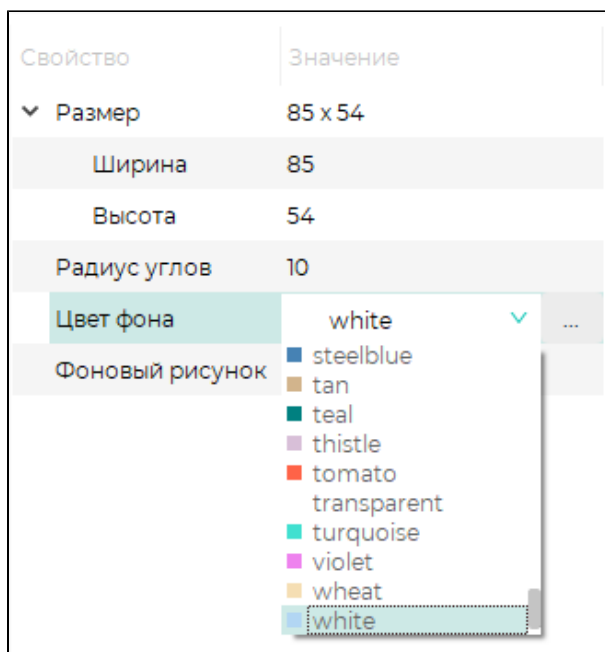 Свойство Значение
Размер 85 x 54
Ширина 85
Высота 54
Радиус углов 10
Цвет фона white ...
Фоновый рисунок
steelblue
tan
teal
thistle
tomato
transparent
turquoise
violet
wheat
white